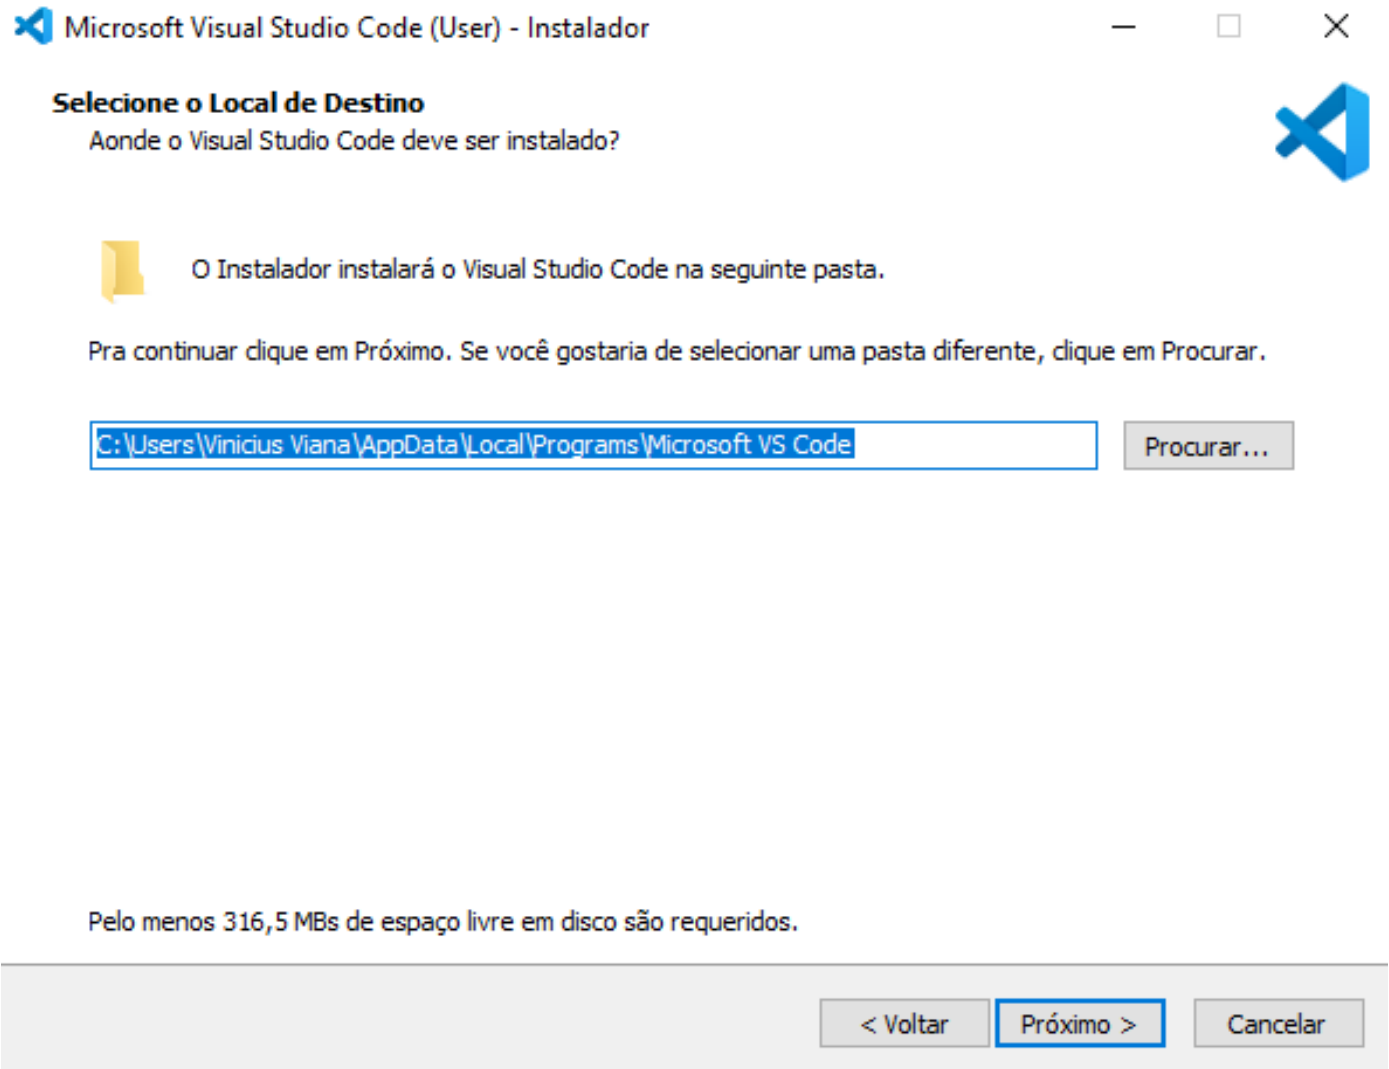 Microsoft Visual Studio Code (User) - Instalador
Selecione o Local de Destino
Aonde o Visual Studio Code deve ser instalado?
O Instalador instalará o Visual Studio Code na seguinte pasta.
Pra continuar clique em Próximo. Se você gostaria de selecionar uma pasta diferente, clique em Procurar.
C:\Users\Vinicius Viana\AppData\Local\Programs\Microsoft VS Code
Procurar...
Pelo menos 316,5 MBs de espaço livre em disco são requeridos.
< Voltar
Próximo >
Cancelar